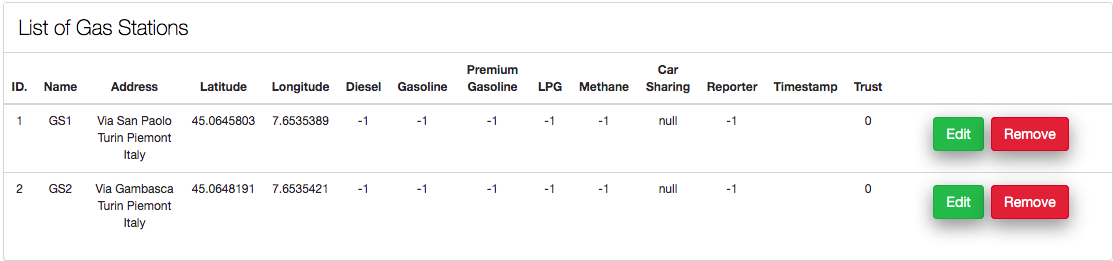 List of Gas Stations
ID. Name Address Latitude Longitude Diesel Gasoline Premium Gasoline LPG Methane Car Sharing Reporter Timestamp Trust
1 GS1 Via San Paolo 45.0645803 7.6535389 -1 -1 -1 -1 -1 null -1 0 Edit Remove
Turin Piemont
Italy
2 GS2 Via Gambasca 45.0648191 7.6535421 -1 -1 -1 -1 -1 null -1 0 Edit Remove
Turin Piemont
Italy